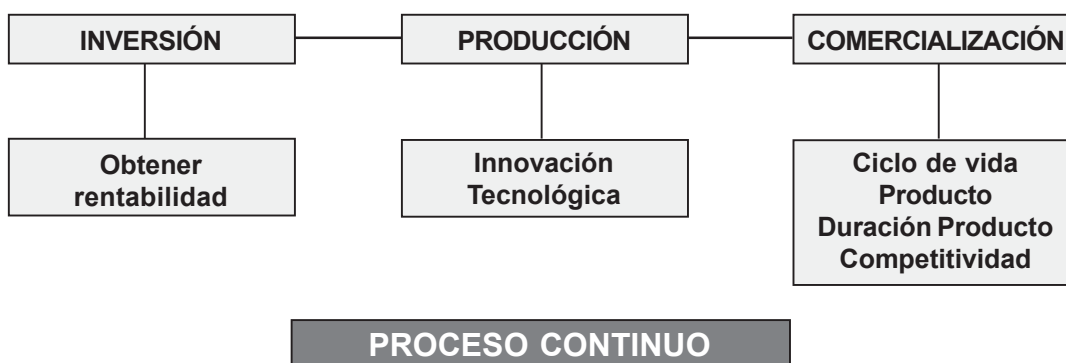 INVERSIÓN
PRODUCCIÓN
COMERCIALIZACIÓN
Obtener
rentabilidad
Innovación
Tecnológica
Ciclo de vida
Producto
Duración Producto
Competitividad
PROCESO CONTINUO